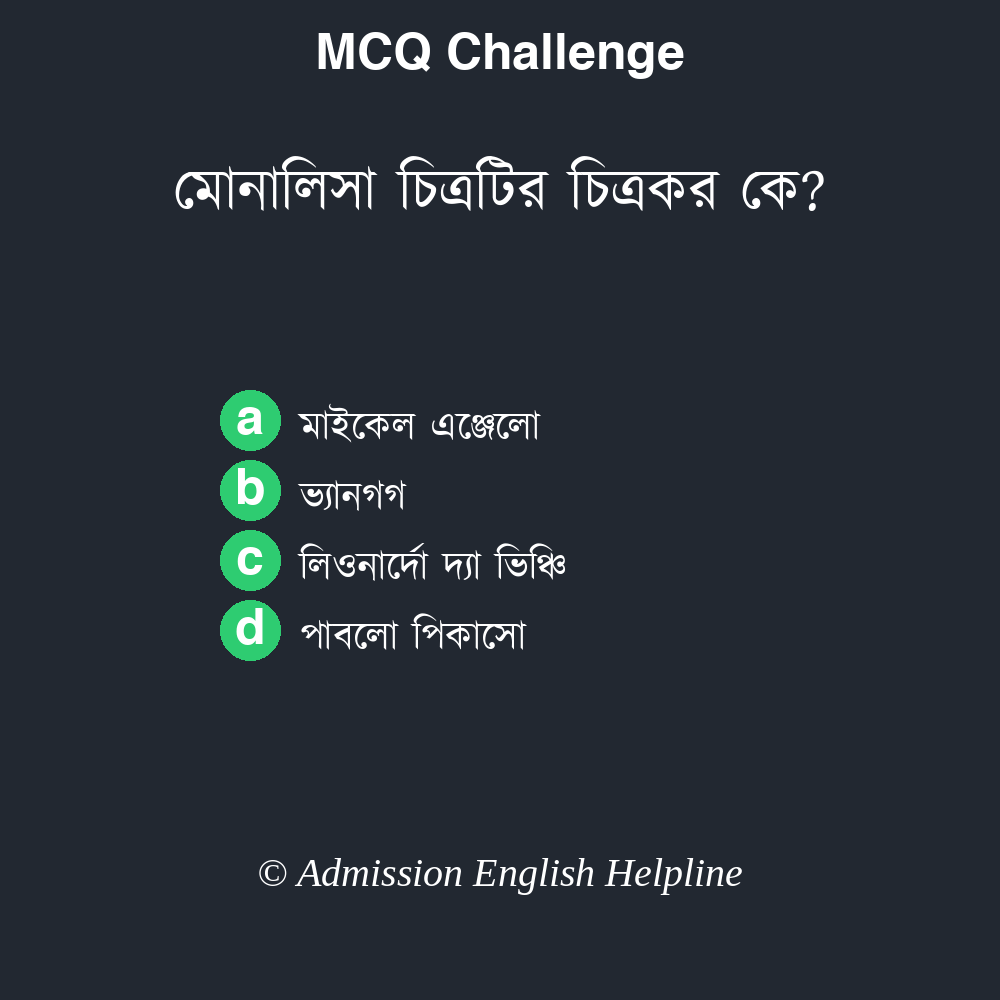 MCQ Challenge
মোনালিসা চিত্রটির চিত্রকর কে?
a মাইকেল এঞ্জেলো
b ভ্যানগগ
c লিওনার্দো দ্যা ভিঞ্চি
d পাবলো পিকাসো
© Admission English Helpline